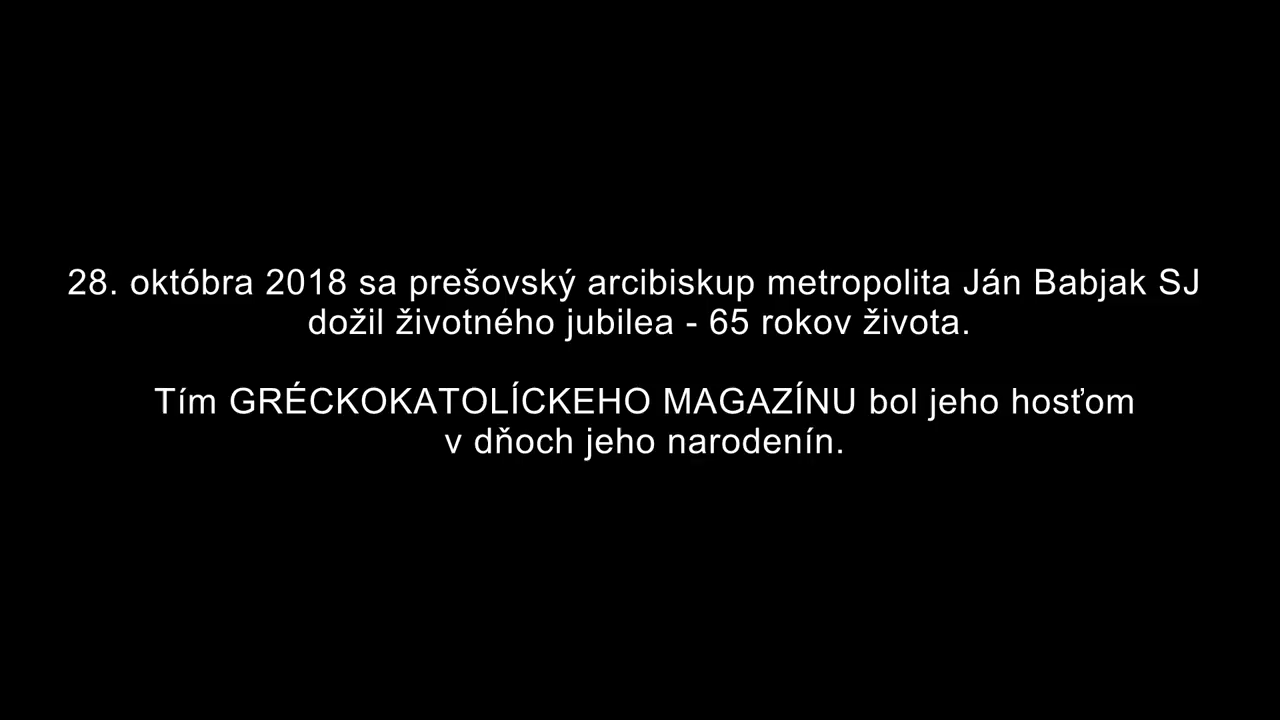 28. októbra 2018 sa prešovský arcibiskup metropolita Ján Babjak SJ
dožil životného jubilea - 65 rokov života.
Tím GRÉCKOKATOLÍCKEHO MAGAZÍNU bol jeho hosťom
v dňoch jeho narodenín.